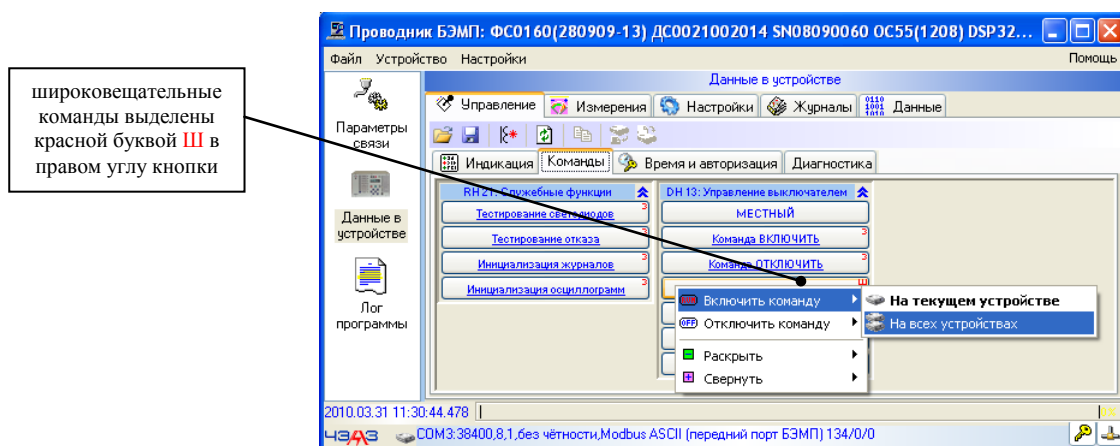 широковещательные
команды выделены
красной буквой Ш в
правом углу кнопки
Проводник БЭМП: ФС0160(280909-13) ДС0021002014 SN08090060 ОС55(1208) DSP32...
Файл Устройство Настройки Помощь
Данные в устройстве
Управление Измерения Настройки Журналы Данные
Параметры
связи
Данные в
устройстве
Лог
программы
Индикация Команды Время и авторизация Диагностика
RH 21: Служебные функции
Тестирование светодиодов З
Тестирование отказа З
Инициализация журналов З
Инициализация осциллограмм З
DH 13: Управление выключателем
МЕСТНЫЙ
Команда ВКЛЮЧИТЬ З
Команда ОТКЛЮЧИТЬ З
Ш
Включить команду
OFF Отключить команду
Раскрыть
Свернуть
На текущем устройстве
На всех устройствах
2010.03.31 11:30:44.478
ЧЭАЗ COM3:38400,8,1,без чётности,Modbus ASCII (передний порт БЭМП) 134/0/0